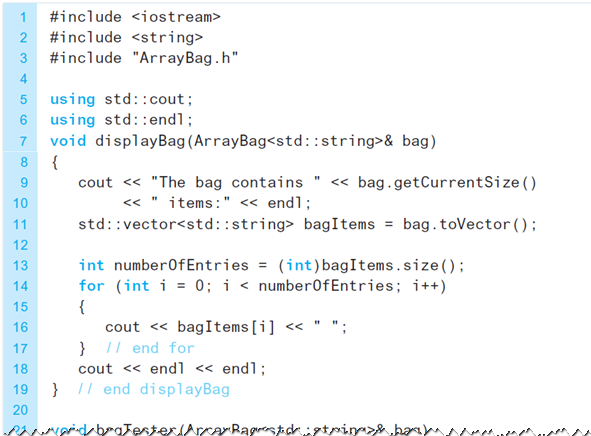 1 #include <iostream>
2 #include <string>
3 #include "ArrayBag.h"
4
5 using std::cout;
6 using std::endl;
7 void displayBag(ArrayBag<std::string>& bag)
8 {
9 cout << "The bag contains " << bag.getCurrentSize()
10 << " items:" << endl;
11 std::vector<std::string> bagItems = bag.toVector();
12
13 int numberOfEntries = (int)bagItems.size();
14 for (int i = 0; i < numberOfEntries; i++)
15 {
16 cout << bagItems[i] << " ";
17 } // end for
18 cout << endl << endl;
19 } // end displayBag
20
21 void bagTester(ArrayBag<std::string>& bag)